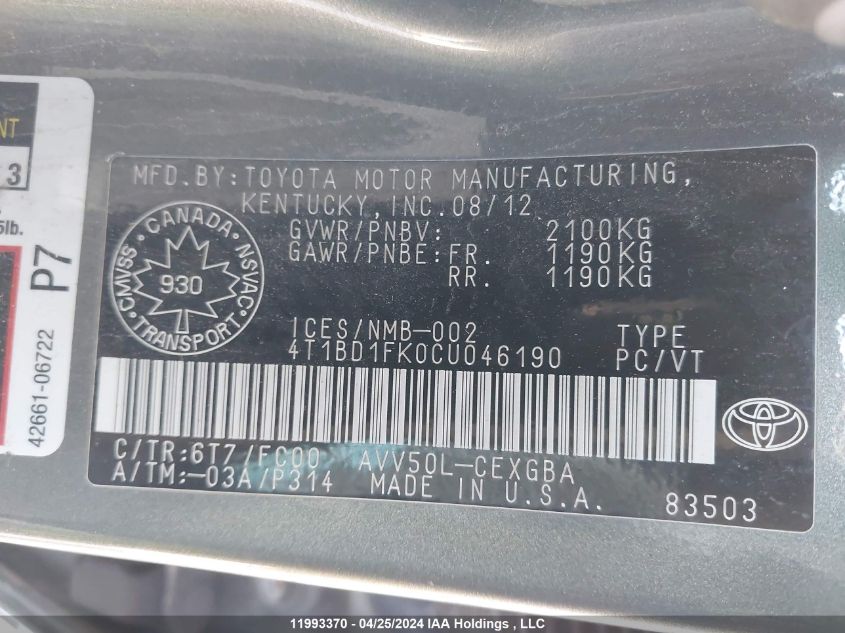 NT
3
5lb.
P7
42661-06722
MFD.BY:TOYOTA MOTOR MANUFACTURING,
KENTUCKY,INC.08/12
GVWR/PNBV: 2100KG
GAWR/PNBE:FR. 1190KG
RR. 1190KG
CANADA
CMVSS 930 NSVAC
TRANSPORT
ICES/NMB-002
4T1BD1FK0CU046190
TYPE
PC/VT
C/TR:6T7/FC00 AVV50L-CEXGBA
A/TM:-03A/P314 MADE IN U.S.A.
83503
11993370 - 04/25/2024 IAA Holdings , LLC